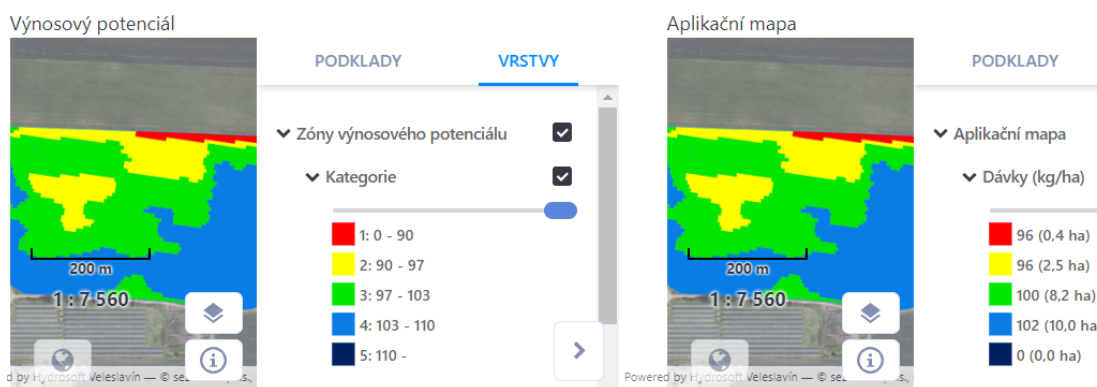 Výnosový potenciál
PODKLADY
VRSTVY
Zóny výnosového potenciálu
Kategorie
1: 0 - 90
2: 90 - 97
3: 97 - 103
4: 103 - 110
5: 110 -
200 m
1 : 7 560
d by Hydrosoft Veleslavín — ©
Aplikační mapa
PODKLADY
Aplikační mapa
Dávky (kg/ha)
96 (0,4 ha)
96 (2,5 ha)
100 (8,2 ha)
102 (10,0 ha
0 (0,0 ha)
200 m
1 : 7 560
Powered by Hydrosoft Veleslavín — ©